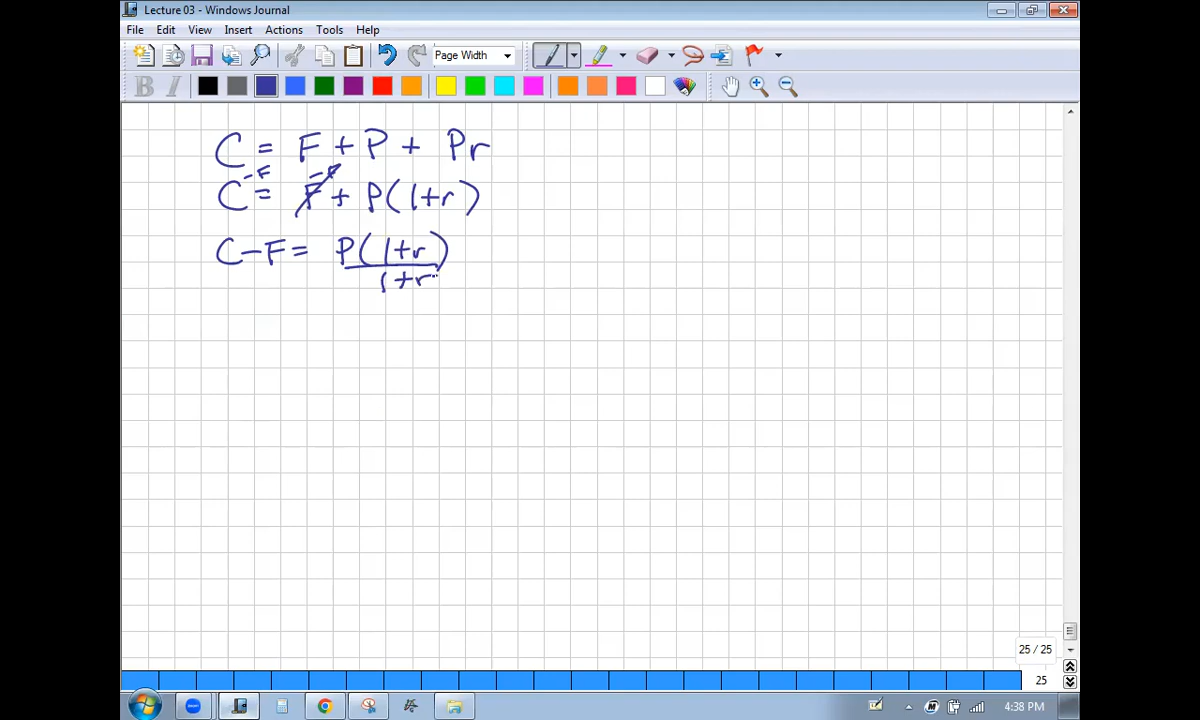 Lecture 03 - Windows Journal
File Edit View Insert Actions Tools Help
Page Width
B I
C = F + P + Pr
-F -F
C = F + P(1+r)
C-F = P(1+r)
1+r
25 / 25
25
4:38 PM